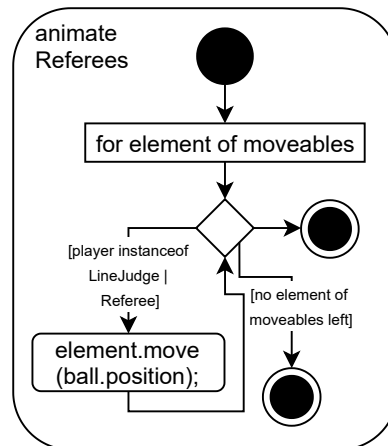 animate
Referees
for element of moveables
[player instanceof
LineJudge |
Referee]
[no element of
moveables left]
element.move
(ball.position);